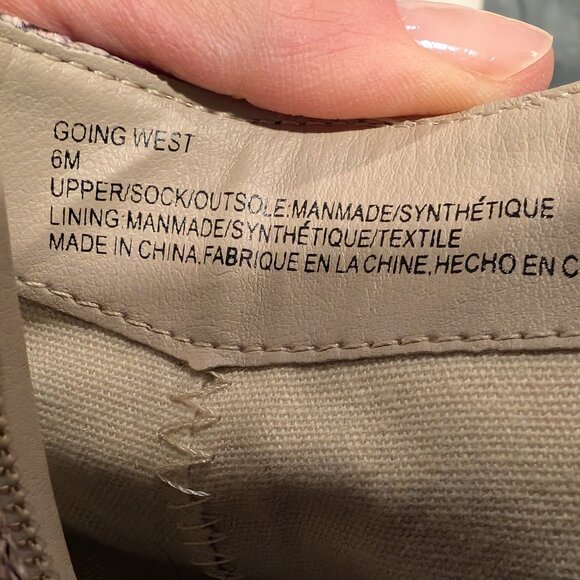 GOING WEST
6M
UPPER/SOCK/OUTSOLE:MANMADE/SYNTHÉTIQUE
LINING:MANMADE/SYNTHÉTIQUE/TEXTILE
MADE IN CHINA,FABRIQUE EN LA CHINE,HECHO EN C